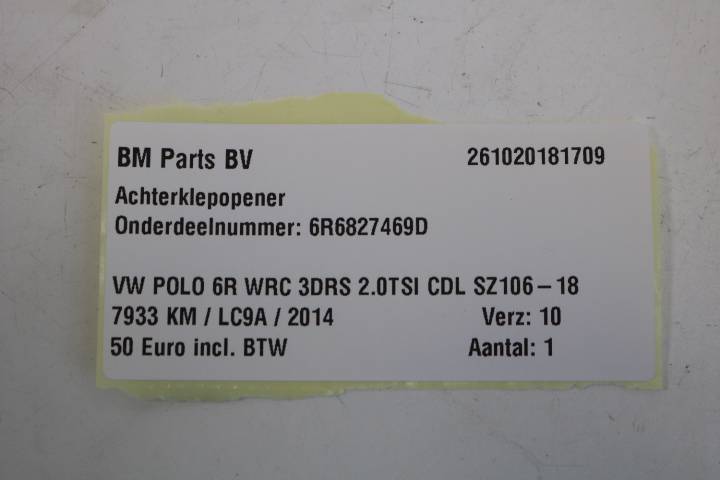 BM Parts BV 261020181709
Achterklepopener
Onderdeelnummer: 6R6827469D
VW POLO 6R WRC 3DRS 2.0TSI CDL SZ106-18
7933 KM / LC9A / 2014 Verz: 10
50 Euro incl. BTW Aantal: 1